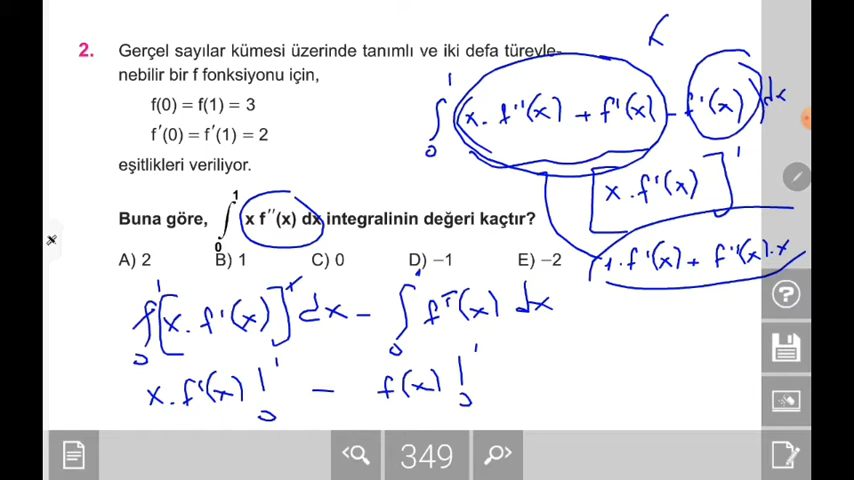 2. Gerçel sayılar kümesi üzerinde tanımlı ve iki defa türevle-
nebilir bir f fonksiyonu için,
f(0) = f(1) = 3
f′(0) = f′(1) = 2
eşitlikleri veriliyor.
Buna göre, ∫₀¹ x f′′(x) dx integralinin değeri kaçtır?
A) 2 B) 1 C) 0 D) −1 E) −2
∫₀¹ (x. f''(x) + f'(x) − f'(x)) dx
[x. f'(x)]'
1. f'(x) + f''(x). x
∫₀¹ [x. f'(x)]' dx − ∫₀¹ f'(x) dx
x. f'(x) |₀¹ − f(x) |₀¹
349